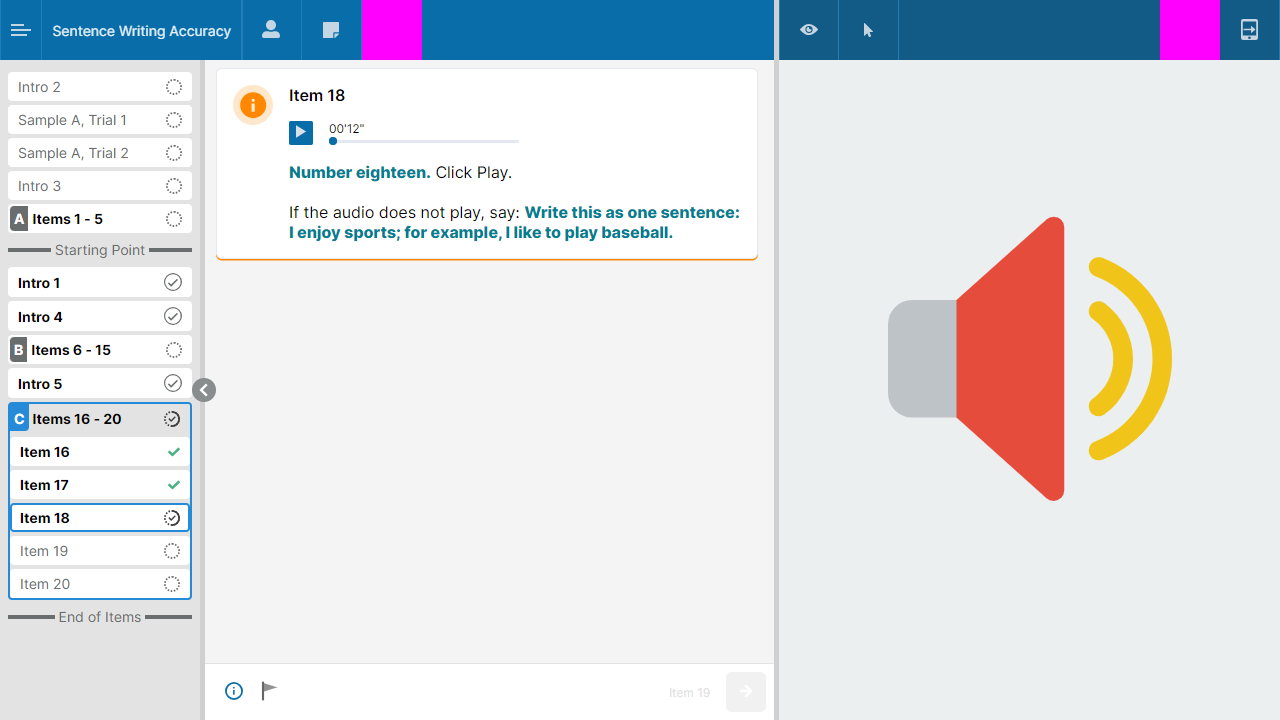 Sentence Writing Accuracy
Intro 2
Sample A, Trial 1
Sample A, Trial 2
Intro 3
A Items 1 - 5
Starting Point
Intro 1
Intro 4
B Items 6 - 15
Intro 5
C Items 16 - 20
Item 16
Item 17
Item 18
Item 19
Item 20
End of Items
Item 18
00'12"
Number eighteen. Click Play.
If the audio does not play, say: Write this as one sentence:
I enjoy sports; for example, I like to play baseball.
Item 19